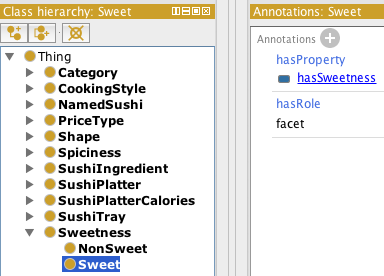 Class hierarchy: Sweet
Thing
Category
CookingStyle
NamedSushi
PriceType
Shape
Spiciness
SushiIngredient
SushiPlatter
SushiPlatterCalories
SushiTray
Sweetness
NonSweet
Sweet
Annotations: Sweet
Annotations
hasProperty
hasSweetness
hasRole
facet